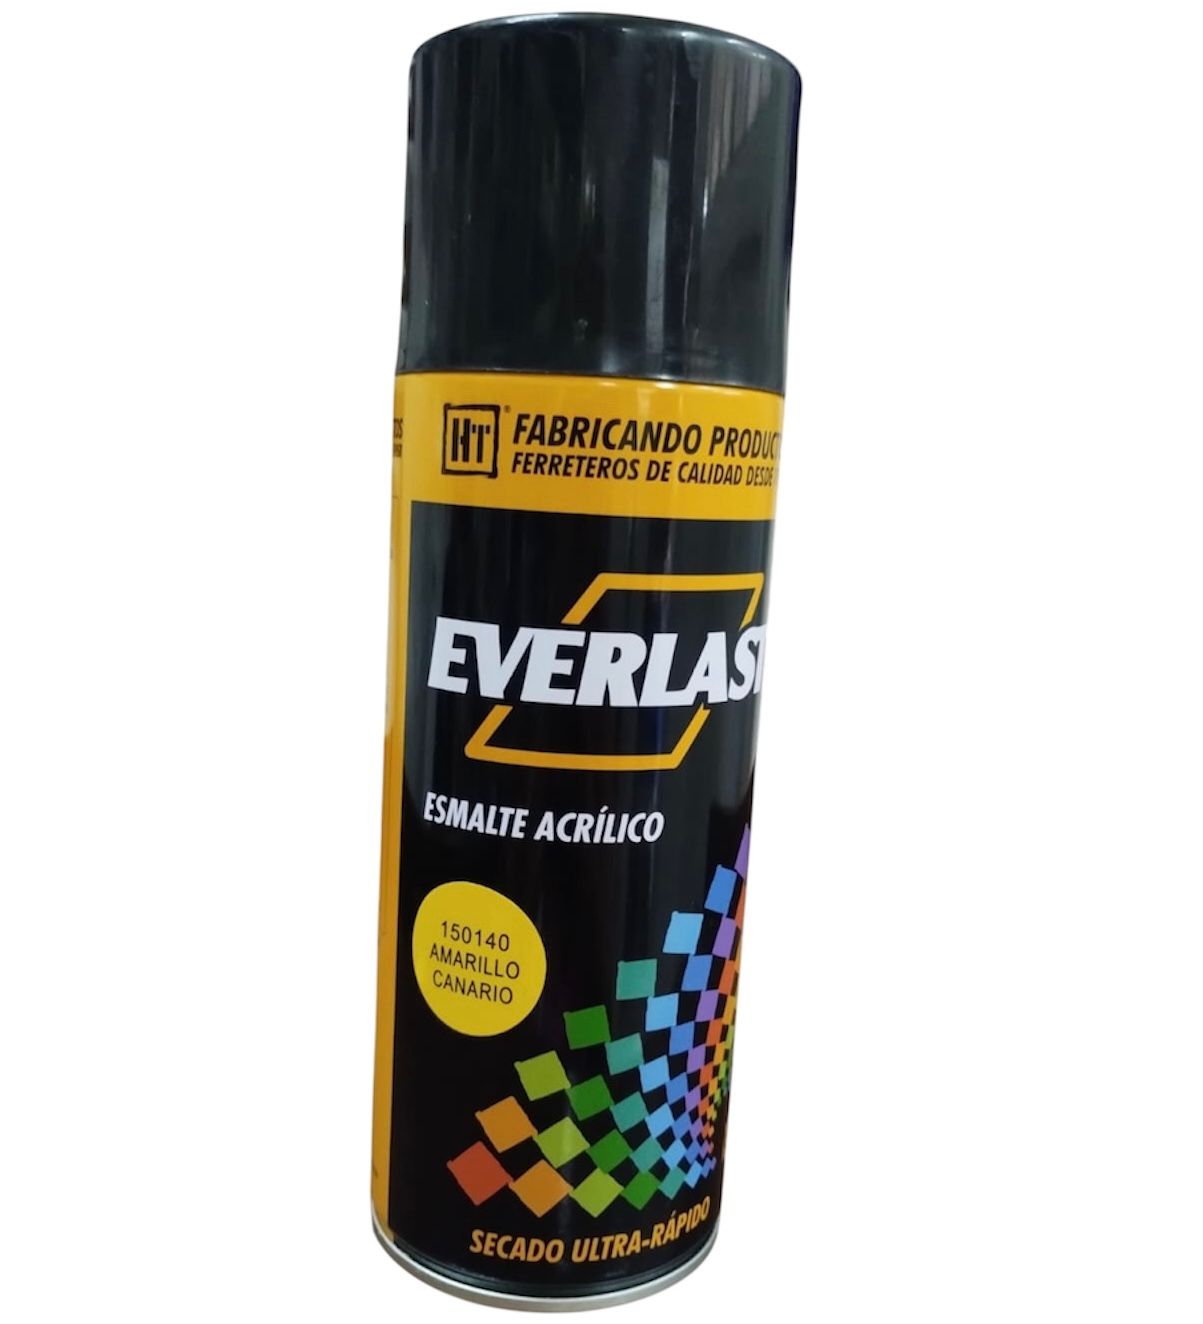 HT®
FABRICANDO PRODUCT
FERRETEROS DE CALIDAD DESDE
EVERLAST
ESMALTE ACRÍLICO
150140
AMARILLO
CANARIO
SECADO ULTRA-RÁPIDO